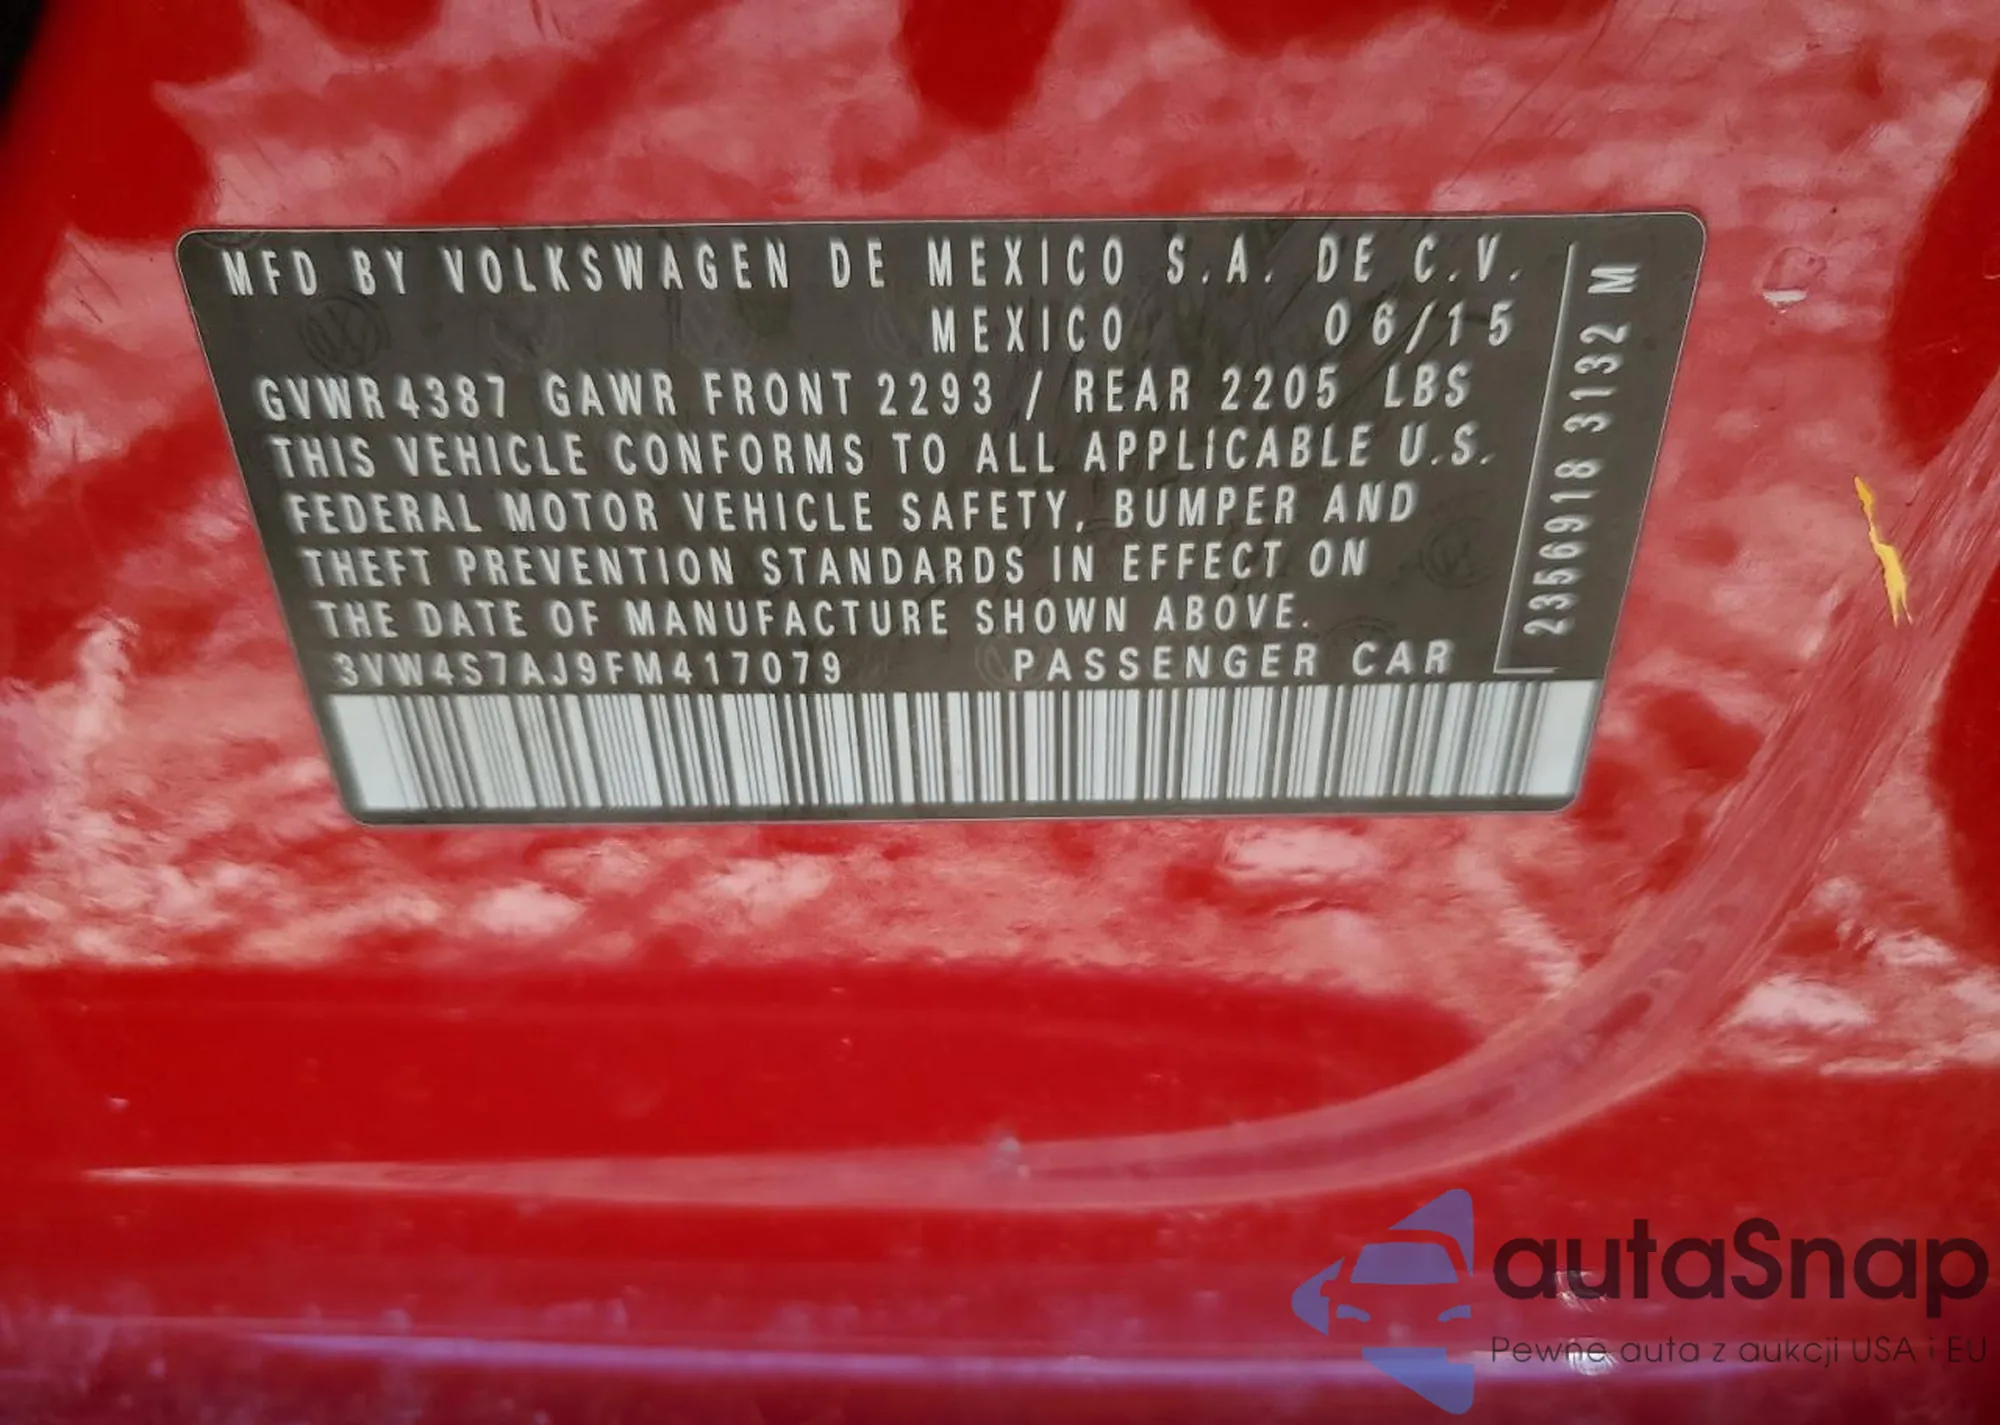 MFD BY VOLKSWAGEN DE MEXICO S.A. DE C.V.
MEXICO 06/15
GVWR4387 GAWR FRONT 2293 / REAR 2205 LBS
THIS VEHICLE CONFORMS TO ALL APPLICABLE U.S.
FEDERAL MOTOR VEHICLE SAFETY, BUMPER AND
THEFT PREVENTION STANDARDS IN EFFECT ON
THE DATE OF MANUFACTURE SHOWN ABOVE.
3VW4S7AJ9FM417079 PASSENGER CAR
2356918 3132 M
autaSnap
Pewne auta z aukcji USA i EU